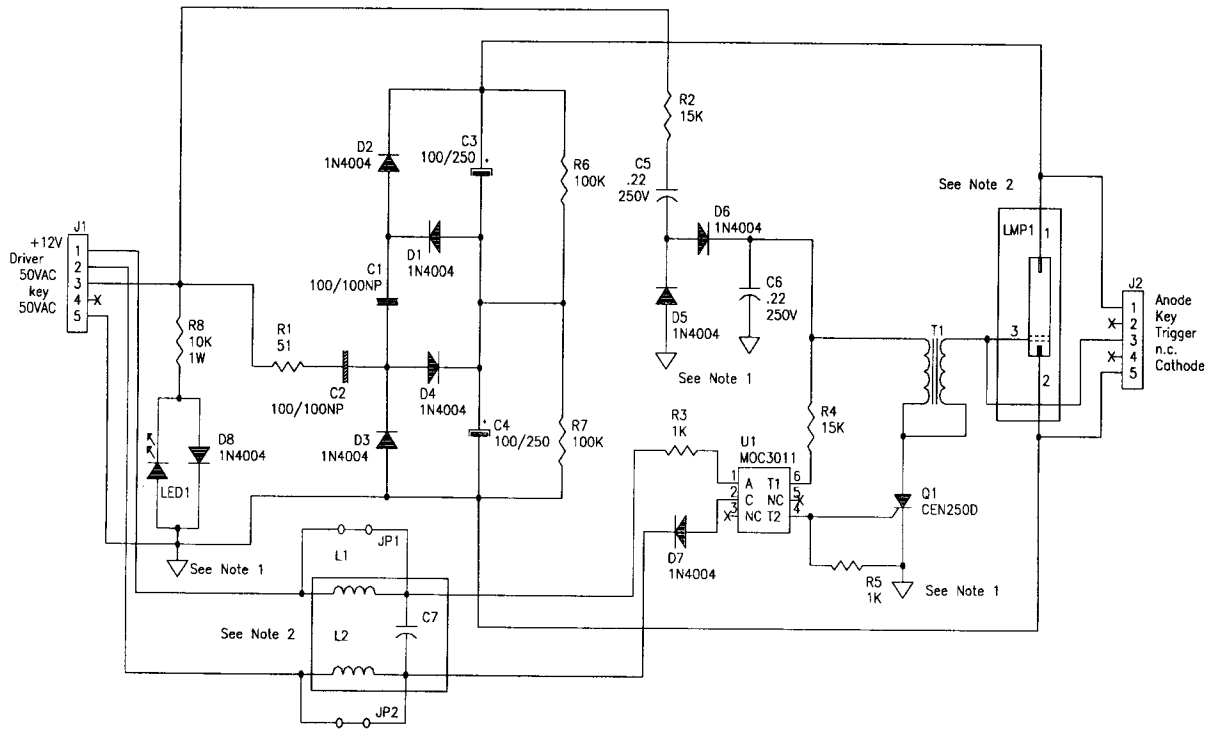 J1
+12V
1
Driver
2
50VAC
3
key
4
50VAC
5
R8
10K
1W
LED1
D8
1N4004
See Note 1
R1
51
C2
100/100NP
C1
100/100NP
D2
1N4004
D1
1N4004
D4
1N4004
D3
1N4004
C3
100/250
+
C4
100/250
+
R6
100K
R7
100K
R2
15K
C5
.22
250V
D6
1N4004
D5
1N4004
C6
.22
250V
See Note 1
R3
1K
R4
15K
U1
MOC3011
1
A
T1
6
2
C
NC
5
3
NC
T2
4
D7
1N4004
R5
1K
T1
Q1
CEN250D
See Note 1
See Note 2
LMP1
1
3
2
J2
1
Anode
2
Key
3
Trigger
4
n.c.
5
Cathode
L1
JP1
L2
C7
See Note 2
JP2